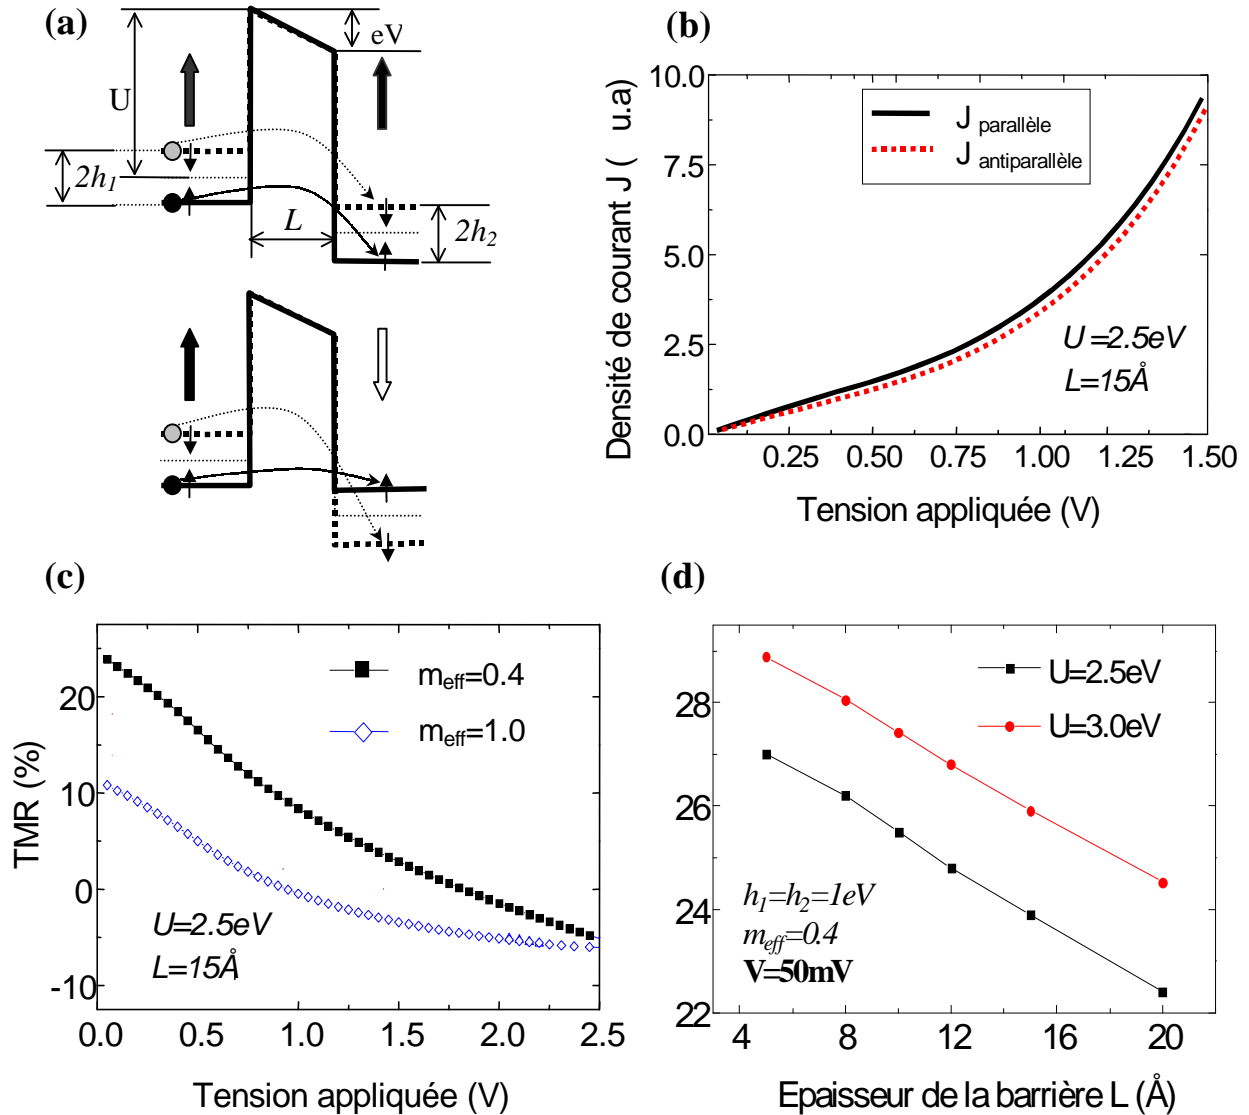 (a)
eV
U
2h₁
L
2h₂
(b)
10.0
7.5
5.0
2.5
0.0
Densité de courant J ( u.a)
J parallèle
J antiparallèle
U =2.5eV
L=15Å
0.25 0.50 0.75 1.00 1.25 1.50
Tension appliquée (V)
(c)
20
10
0
-10
TMR (%)
m_eff=0.4
m_eff=1.0
U=2.5eV
L=15Å
0.0 0.5 1.0 1.5 2.0 2.5
Tension appliquée (V)
(d)
28
26
24
22
U=2.5eV
U=3.0eV
h₁=h₂=1eV
m_eff=0.4
V=50mV
4 8 12 16 20
Epaisseur de la barrière L (Å)